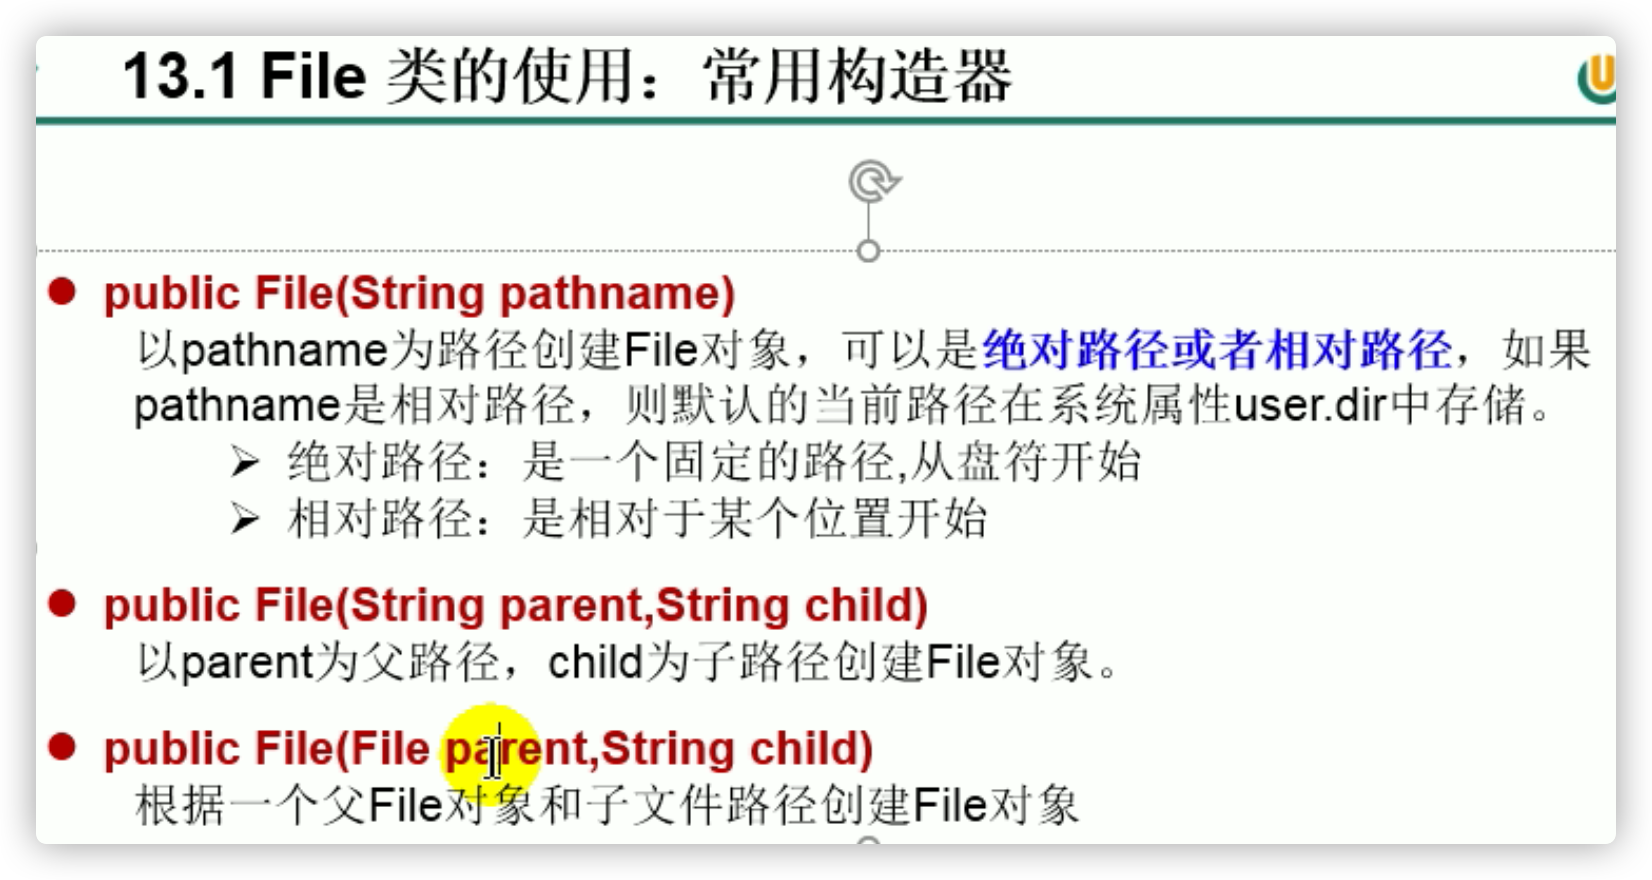 13.1 File 类的使用：常用构造器
public File(String pathname)
以pathname为路径创建File对象，可以是绝对路径或者相对路径，如果
pathname是相对路径，则默认的当前路径在系统属性user.dir中存储。
绝对路径：是一个固定的路径,从盘符开始
相对路径：是相对于某个位置开始
public File(String parent,String child)
以parent为父路径，child为子路径创建File对象。
public File(File parent,String child)
根据一个父File对象和子文件路径创建File对象